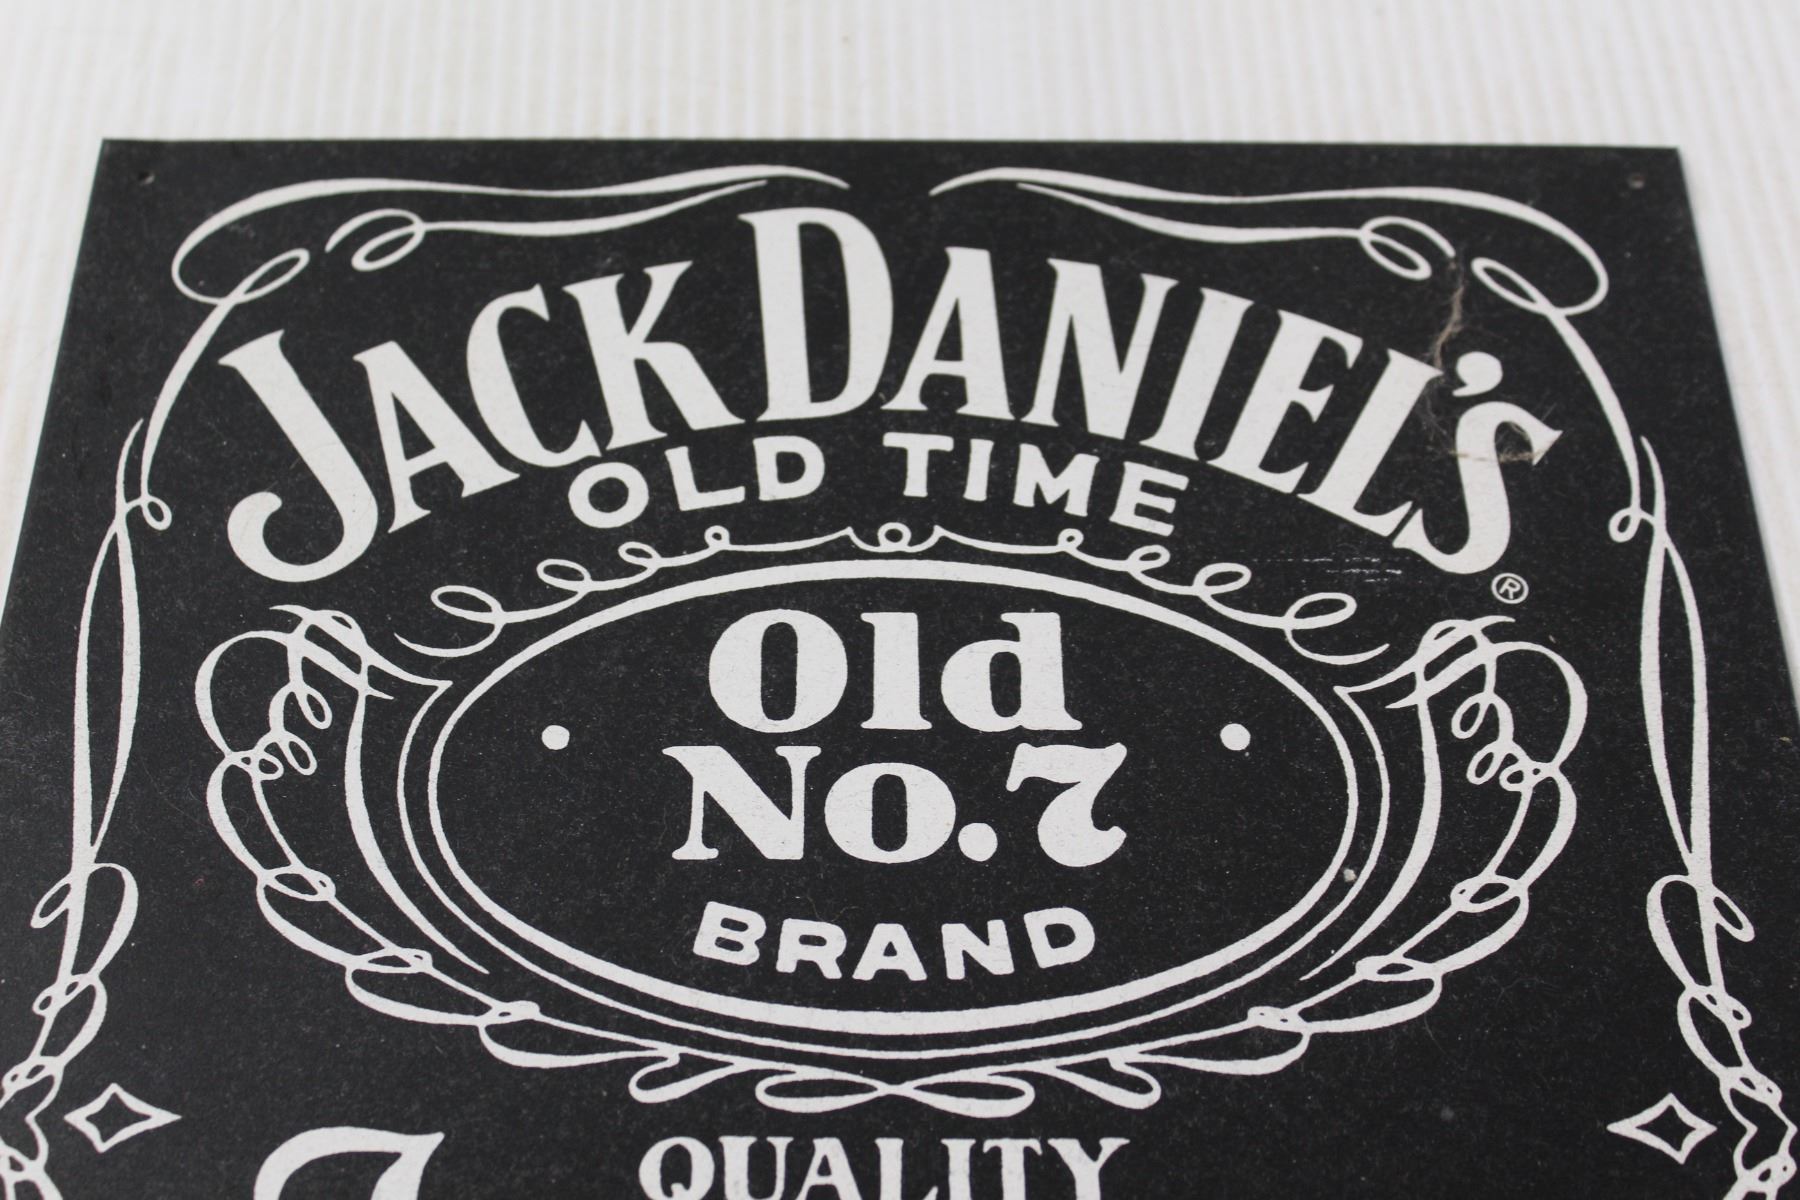 JACK DANIEL'S ®
OLD TIME
Old
· No.7 ·
BRAND
QUALITY